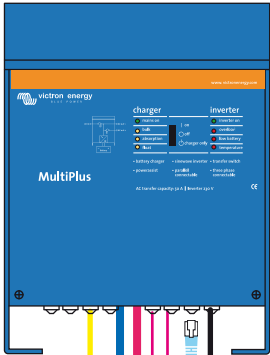 www.victronenergy.com
victron energy
BLUE POWER
charger inverter
mains on inverter on
bulk overload
absorption low battery
float temperature
on
off
charger only
• battery charger • sinewave inverter • transfer switch
• powerassist • parallel connectable • three phase connectable
MultiPlus
AC transfer capacity: 50 A Inverter 230 V
CE